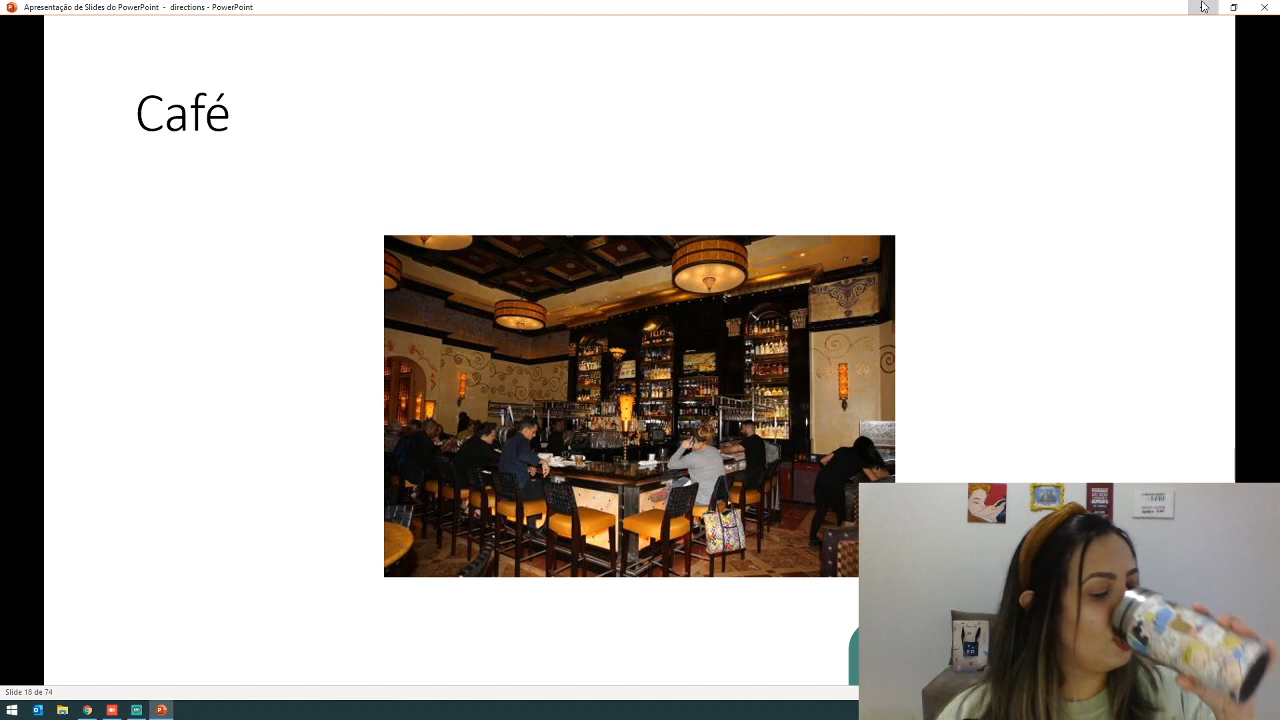 Apresentação de Slides do PowerPoint - directions - PowerPoint
Café
Slide 18 de 74